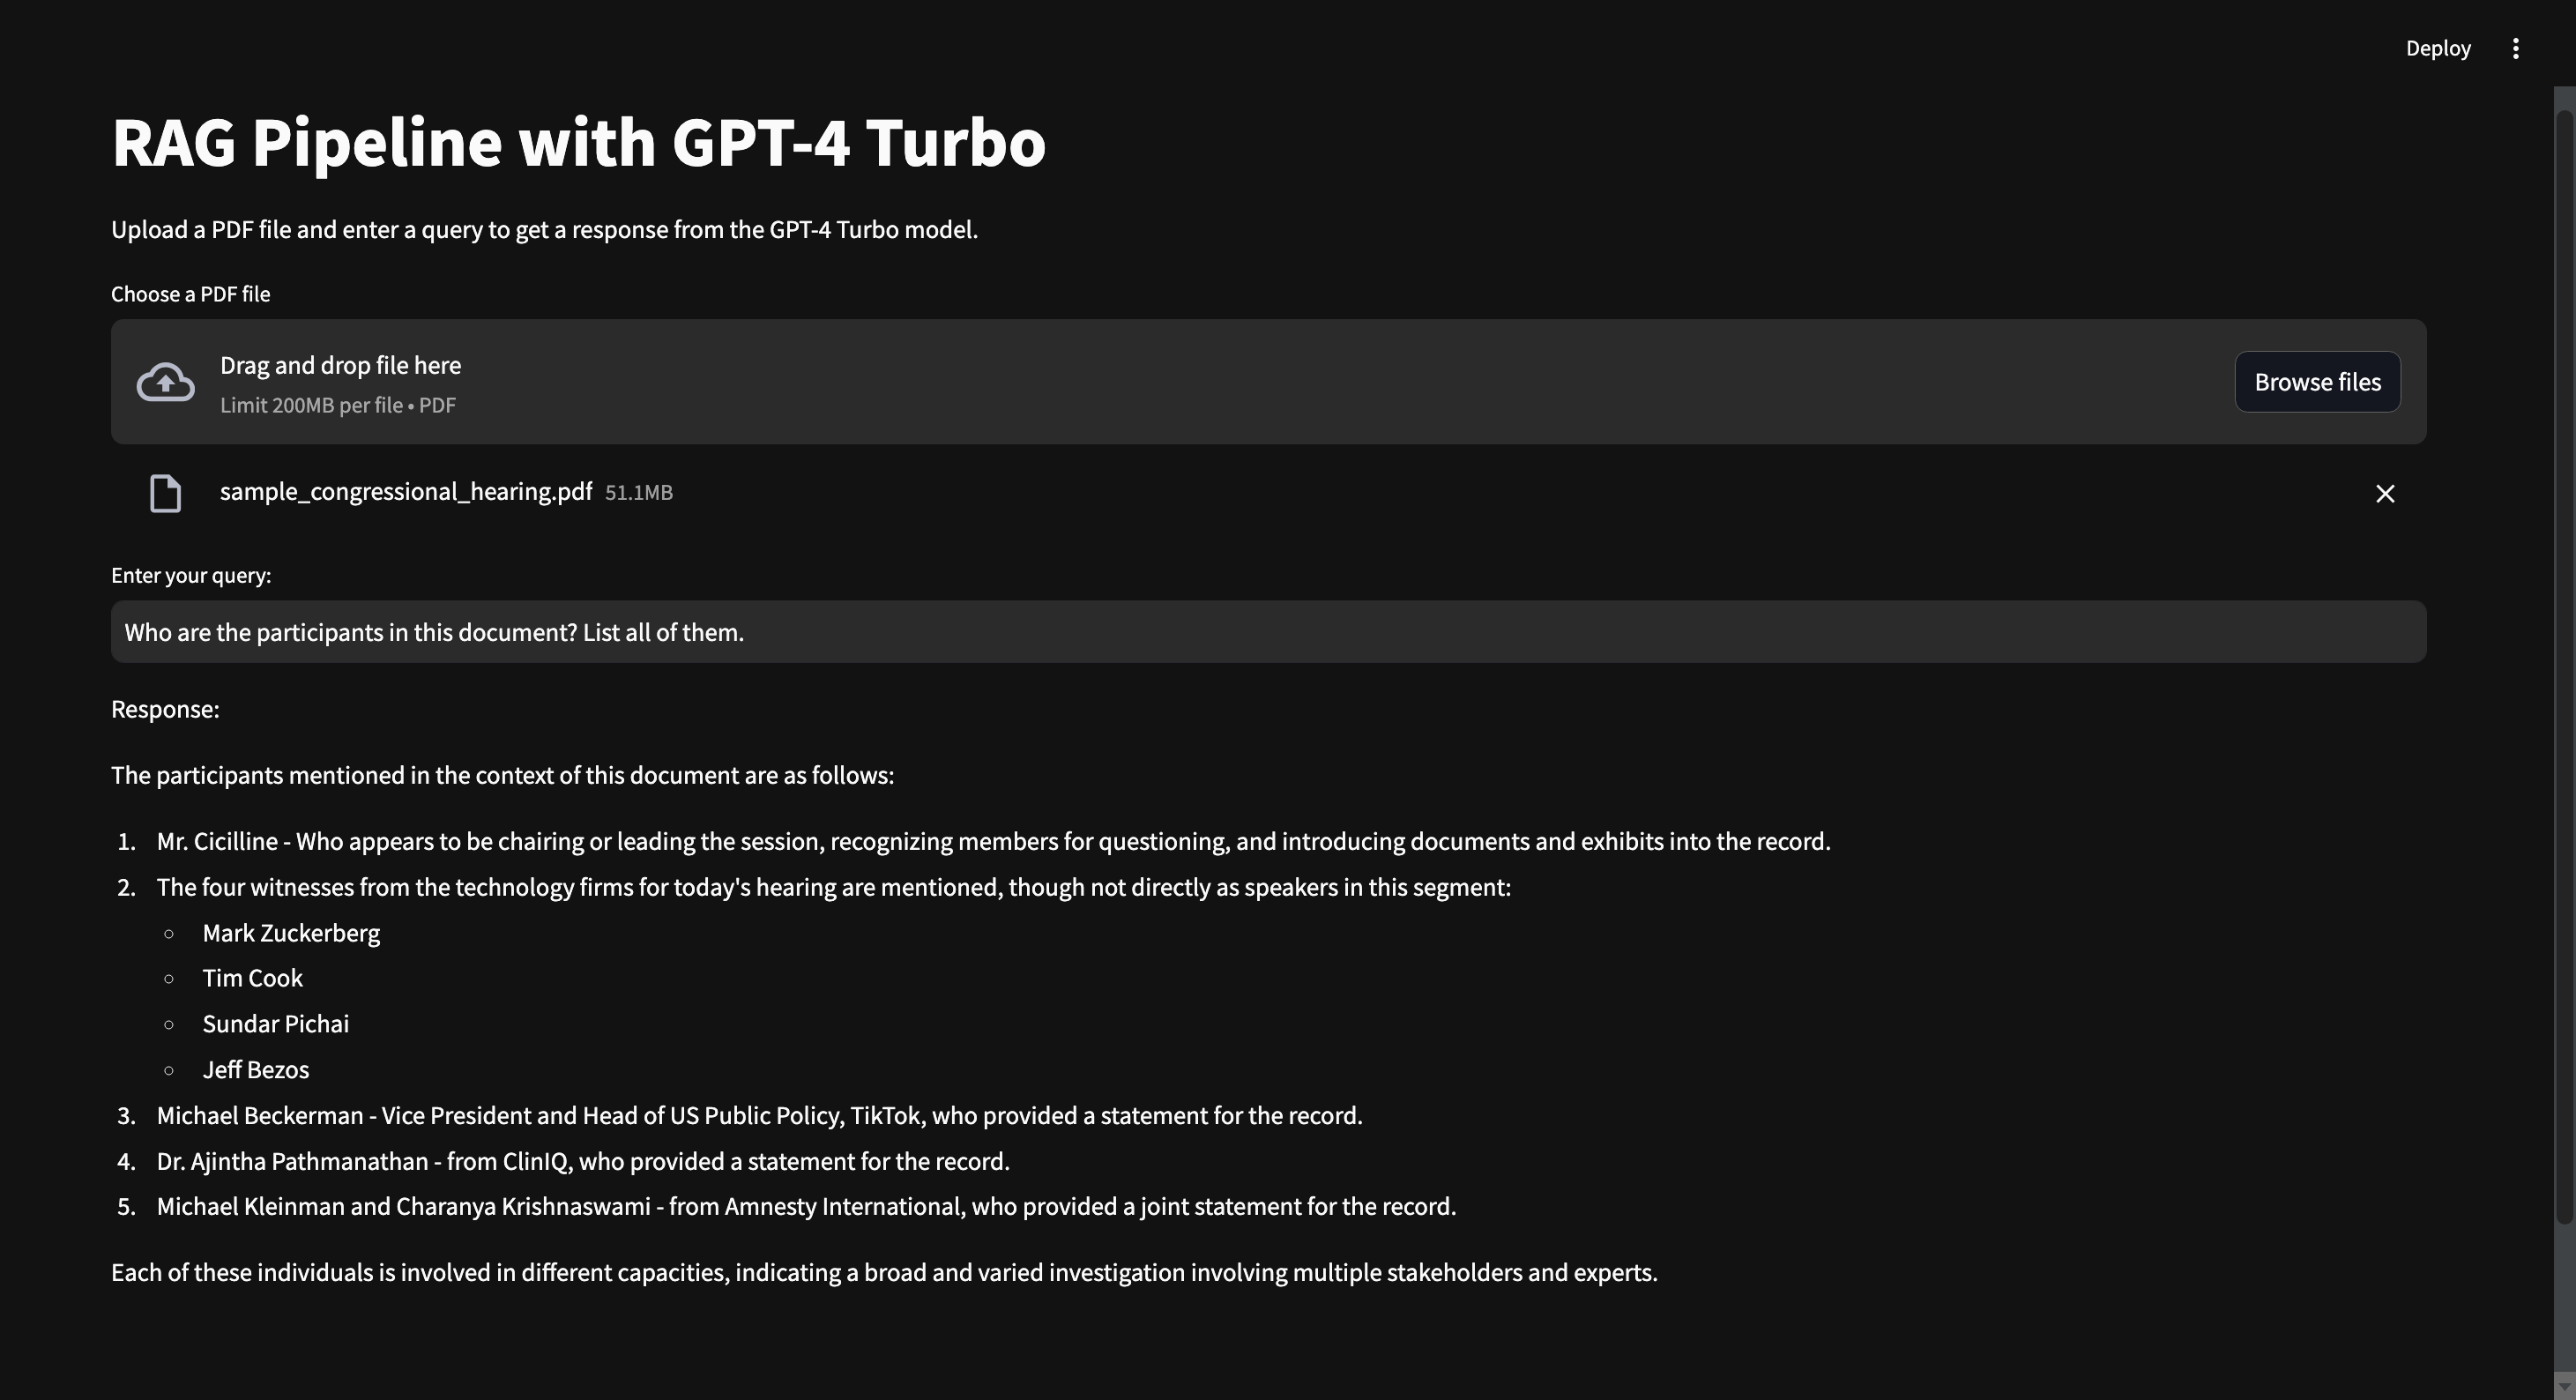 Deploy
RAG Pipeline with GPT-4 Turbo
Upload a PDF file and enter a query to get a response from the GPT-4 Turbo model.
Choose a PDF file
Drag and drop file here
Limit 200MB per file • PDF
Browse files
sample_congressional_hearing.pdf 51.1MB
Enter your query:
Who are the participants in this document? List all of them.
Response:
The participants mentioned in the context of this document are as follows:
1. Mr. Cicilline - Who appears to be chairing or leading the session, recognizing members for questioning, and introducing documents and exhibits into the record.
2. The four witnesses from the technology firms for today's hearing are mentioned, though not directly as speakers in this segment:
○ Mark Zuckerberg
○ Tim Cook
○ Sundar Pichai
○ Jeff Bezos
3. Michael Beckerman - Vice President and Head of US Public Policy, TikTok, who provided a statement for the record.
4. Dr. Ajintha Pathmanathan - from ClinIQ, who provided a statement for the record.
5. Michael Kleinman and Charanya Krishnaswami - from Amnesty International, who provided a joint statement for the record.
Each of these individuals is involved in different capacities, indicating a broad and varied investigation involving multiple stakeholders and experts.